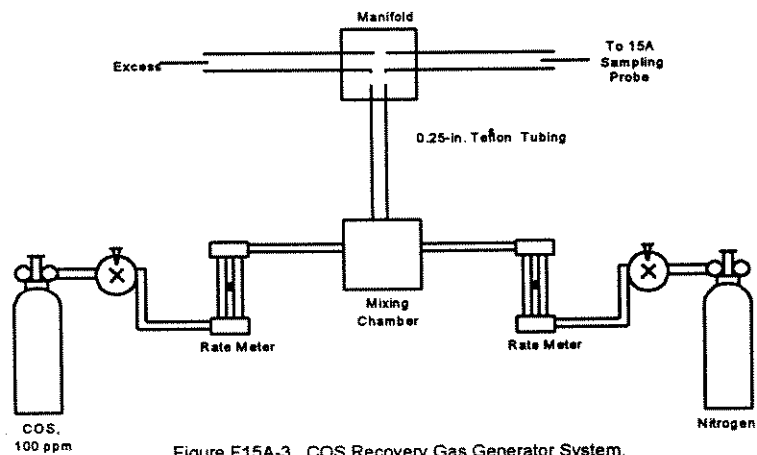 Manifold
Excess
To 15A
Sampling
Probe
0.25-in. Teflon Tubing
Mixing
Chamber
Rate Meter
Rate Meter
COS,
100 ppm
Nitrogen
Figure F15A-3. COS Recovery Gas Generator System.